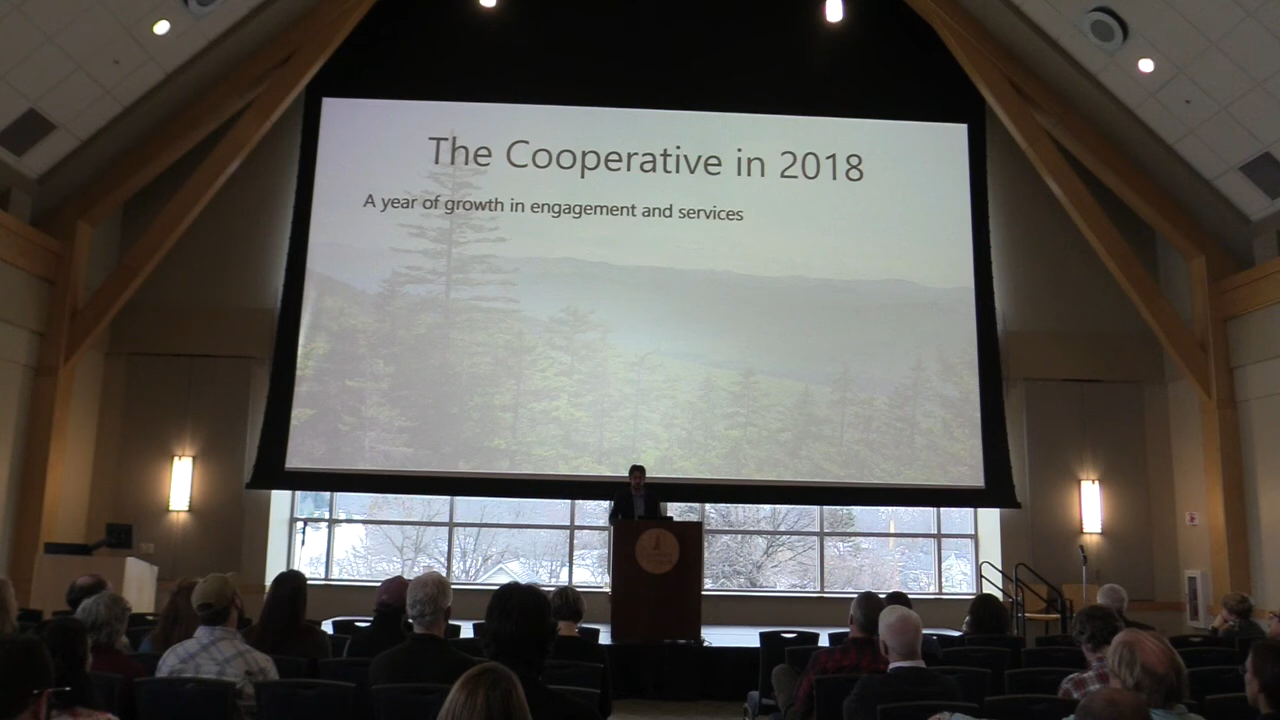 The Cooperative in 2018
A year of growth in engagement and services